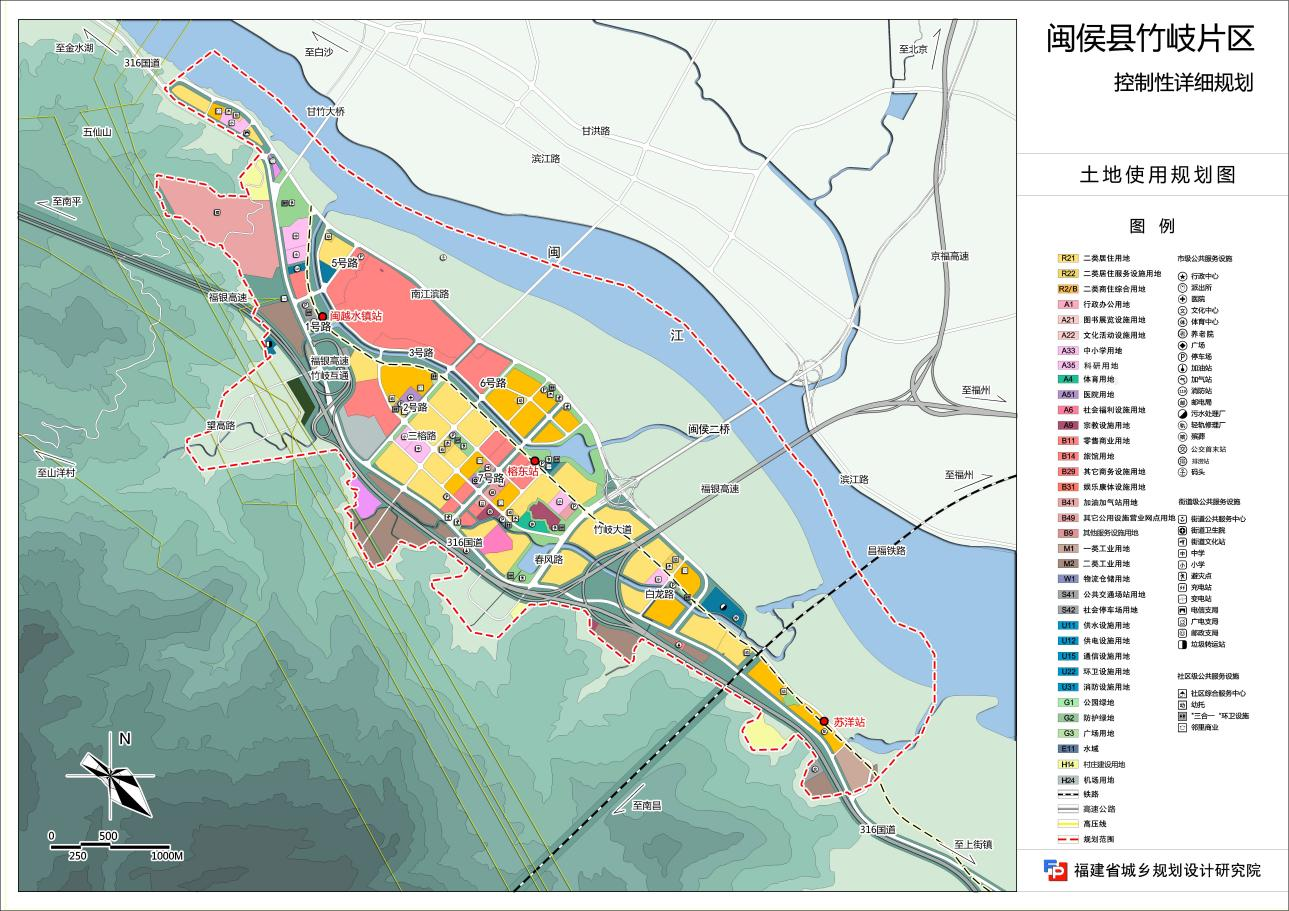 闽侯县竹岐片区
控制性详细规划
土地使用规划图
图 例
R21 二类居住用地
R22 二类居住服务设施用地
R2/B 二类商住综合用地
A1 行政办公用地
A21 图书展览设施用地
A22 文化活动设施用地
A33 中小学用地
A35 科研用地
A4 体育用地
A51 医院用地
A6 社会福利设施用地
A9 宗教设施用地
B11 零售商业用地
B14 旅馆用地
B29 其它商务设施用地
B31 娱乐康体设施用地
B41 加油加气站用地
B49 其它公用设施营业网点用地
B9 其他服务设施用地
M1 一类工业用地
M2 二类工业用地
W1 物流仓储用地
S41 公共交通场站用地
S42 社会停车场用地
U11 供水设施用地
U12 供电设施用地
U15 通信设施用地
U22 环卫设施用地
U31 消防设施用地
G1 公园绿地
G2 防护绿地
G3 广场用地
E11 水域
H14 村庄建设用地
H24 机场用地
铁路
高速公路
高压线
规划范围
市级公共服务设施
行政中心
派出所
医院
文化中心
体育中心
养老院
广场
P 停车场
加油站
加气站
消防站
邮电局
污水处理厂
轻轨修理厂
殡葬
公交首末站
码头
街道级公共服务设施
街道公共服务中心
街道卫生院
街道文化站
中 中学
小 小学
避灾点
充电站
变电站
电信支局
广电支局
邮政支局
垃圾转运站
社区级公共服务设施
社区综合服务中心
幼 幼托
"三合一"环卫设施
邻里商业
福建省城乡规划设计研究院
至金水湖
316国道
至白沙
至北京
甘竹大桥
五仙山
甘洪路
滨江路
至南平
闽
京福高速
5号路
南江滨路
福银高速
闽越水镇站
1号路
江
3号路
福银高速
竹岐互通
6号路
至福州
2号路
望高路
三榕路
闽侯二桥
至山洋村
榕东站
7号路
福银高速
滨江路
至福州
316国道
竹岐大道
昌福铁路
春风路
白龙路
苏洋站
N
至南昌
316国道
至上街镇
0 500
250 1000M